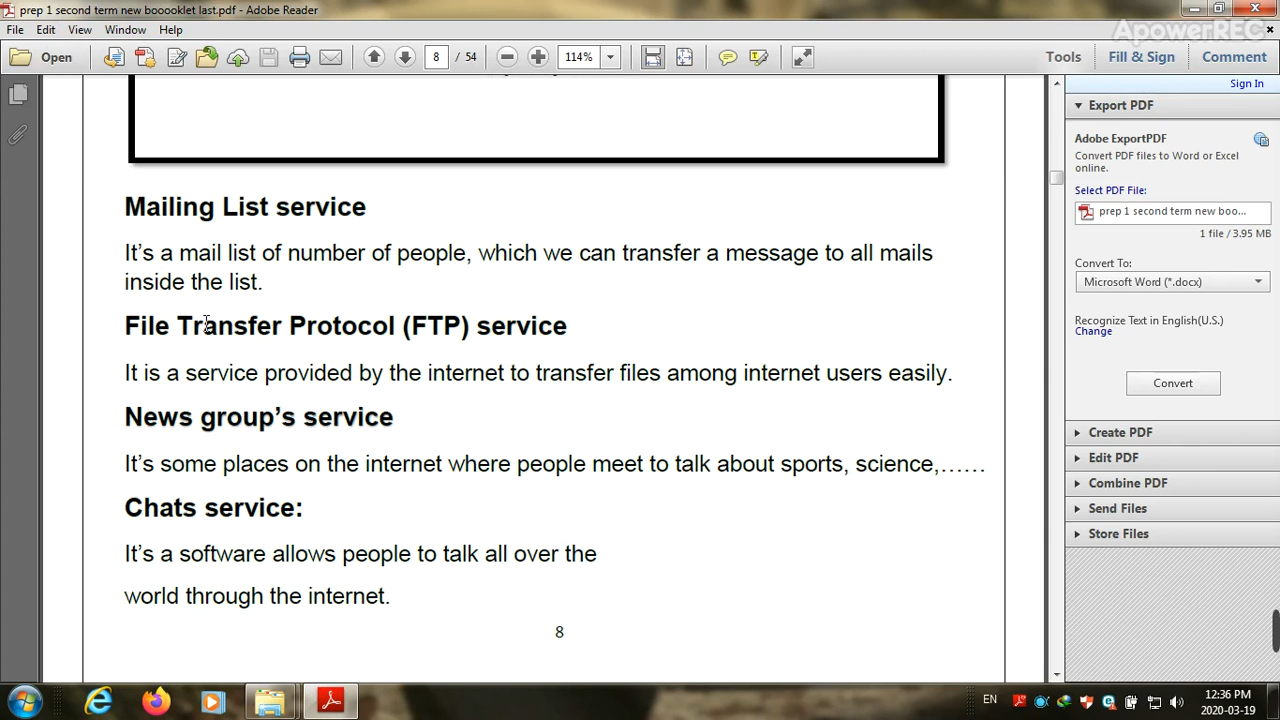 prep 1 second term new booooklet last.pdf - Adobe Reader
ApowerREC
File Edit View Window Help
Open 8 / 54 114% Tools Fill & Sign Comment
Sign In
Export PDF
Adobe ExportPDF
Convert PDF files to Word or Excel
online.
Select PDF File:
prep 1 second term new boo...
1 file / 3.95 MB
Convert To:
Microsoft Word (*.docx)
Recognize Text in English(U.S.)
Change
Convert
Create PDF
Edit PDF
Combine PDF
Send Files
Store Files
Mailing List service
It's a mail list of number of people, which we can transfer a message to all mails
inside the list.
File Transfer Protocol (FTP) service
It is a service provided by the internet to transfer files among internet users easily.
News group's service
It's some places on the internet where people meet to talk about sports, science,......
Chats service:
It's a software allows people to talk all over the
world through the internet.
8
EN
12:36 PM
2020-03-19